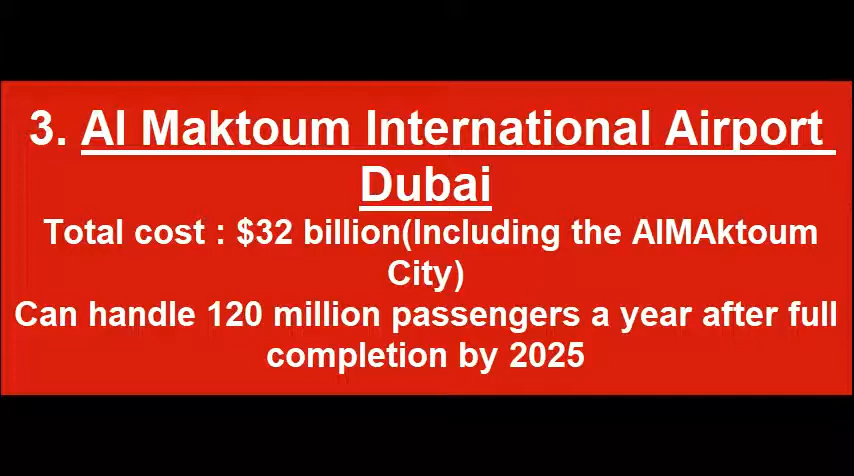 3. Al Maktoum International Airport
Dubai
Total cost : $32 billion(Including the AlMAktoum
City)
Can handle 120 million passengers a year after full
completion by 2025